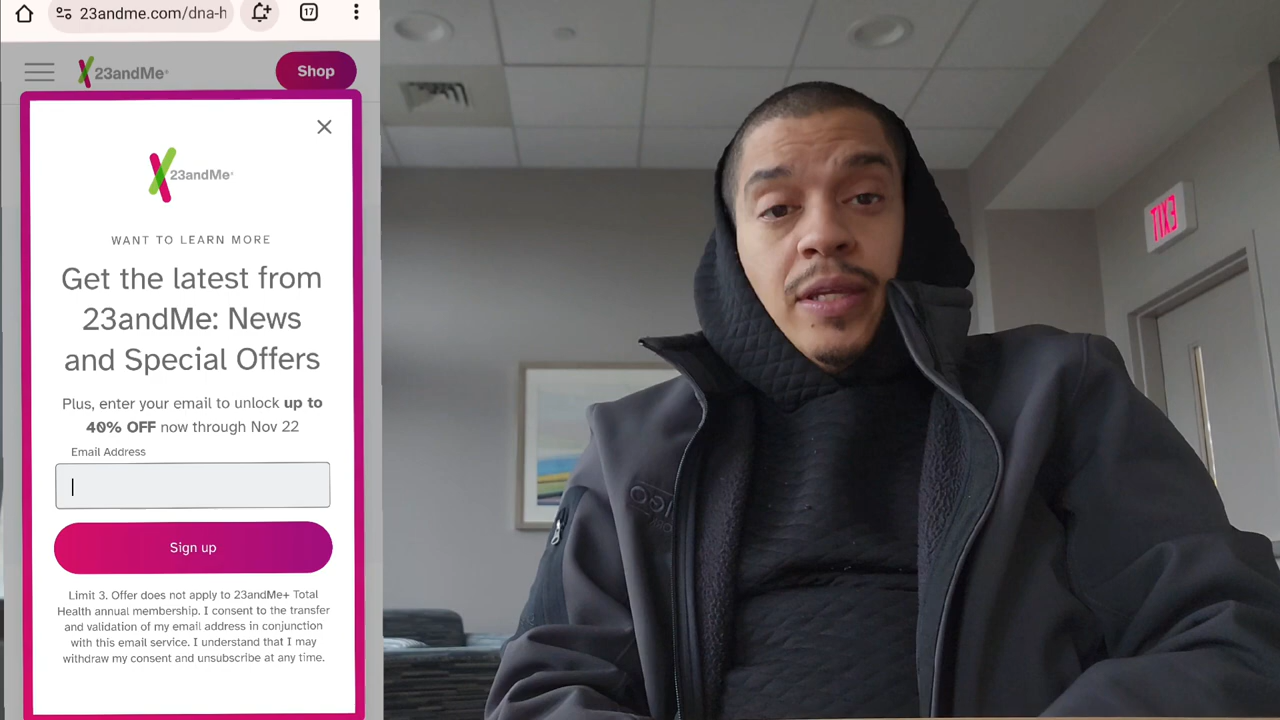 23andme.com/dna-h
17
23andMe®
Shop
23andMe®
WANT TO LEARN MORE
Get the latest from
23andMe: News
and Special Offers
Plus, enter your email to unlock up to
40% OFF now through Nov 22
Email Address
Sign up
Limit 3. Offer does not apply to 23andMe+ Total
Health annual membership. I consent to the transfer
and validation of my email address in conjunction
with this email service. I understand that I may
withdraw my consent and unsubscribe at any time.
EXIT